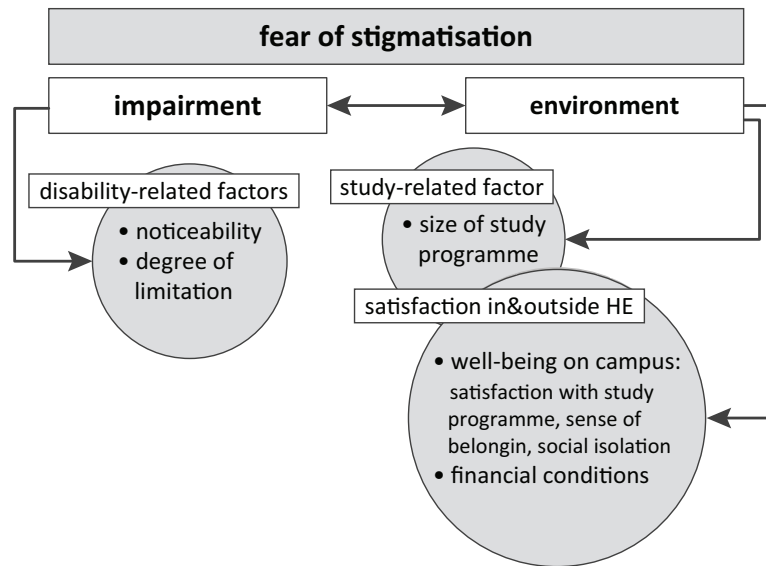 fear of stigmatisation
impairment
environment
disability-related factors
• noticeability
• degree of
limitation
study-related factor
• size of study
programme
satisfaction in&outside HE
• well-being on campus:
satisfaction with study
programme, sense of
belongin, social isolation
• financial conditions